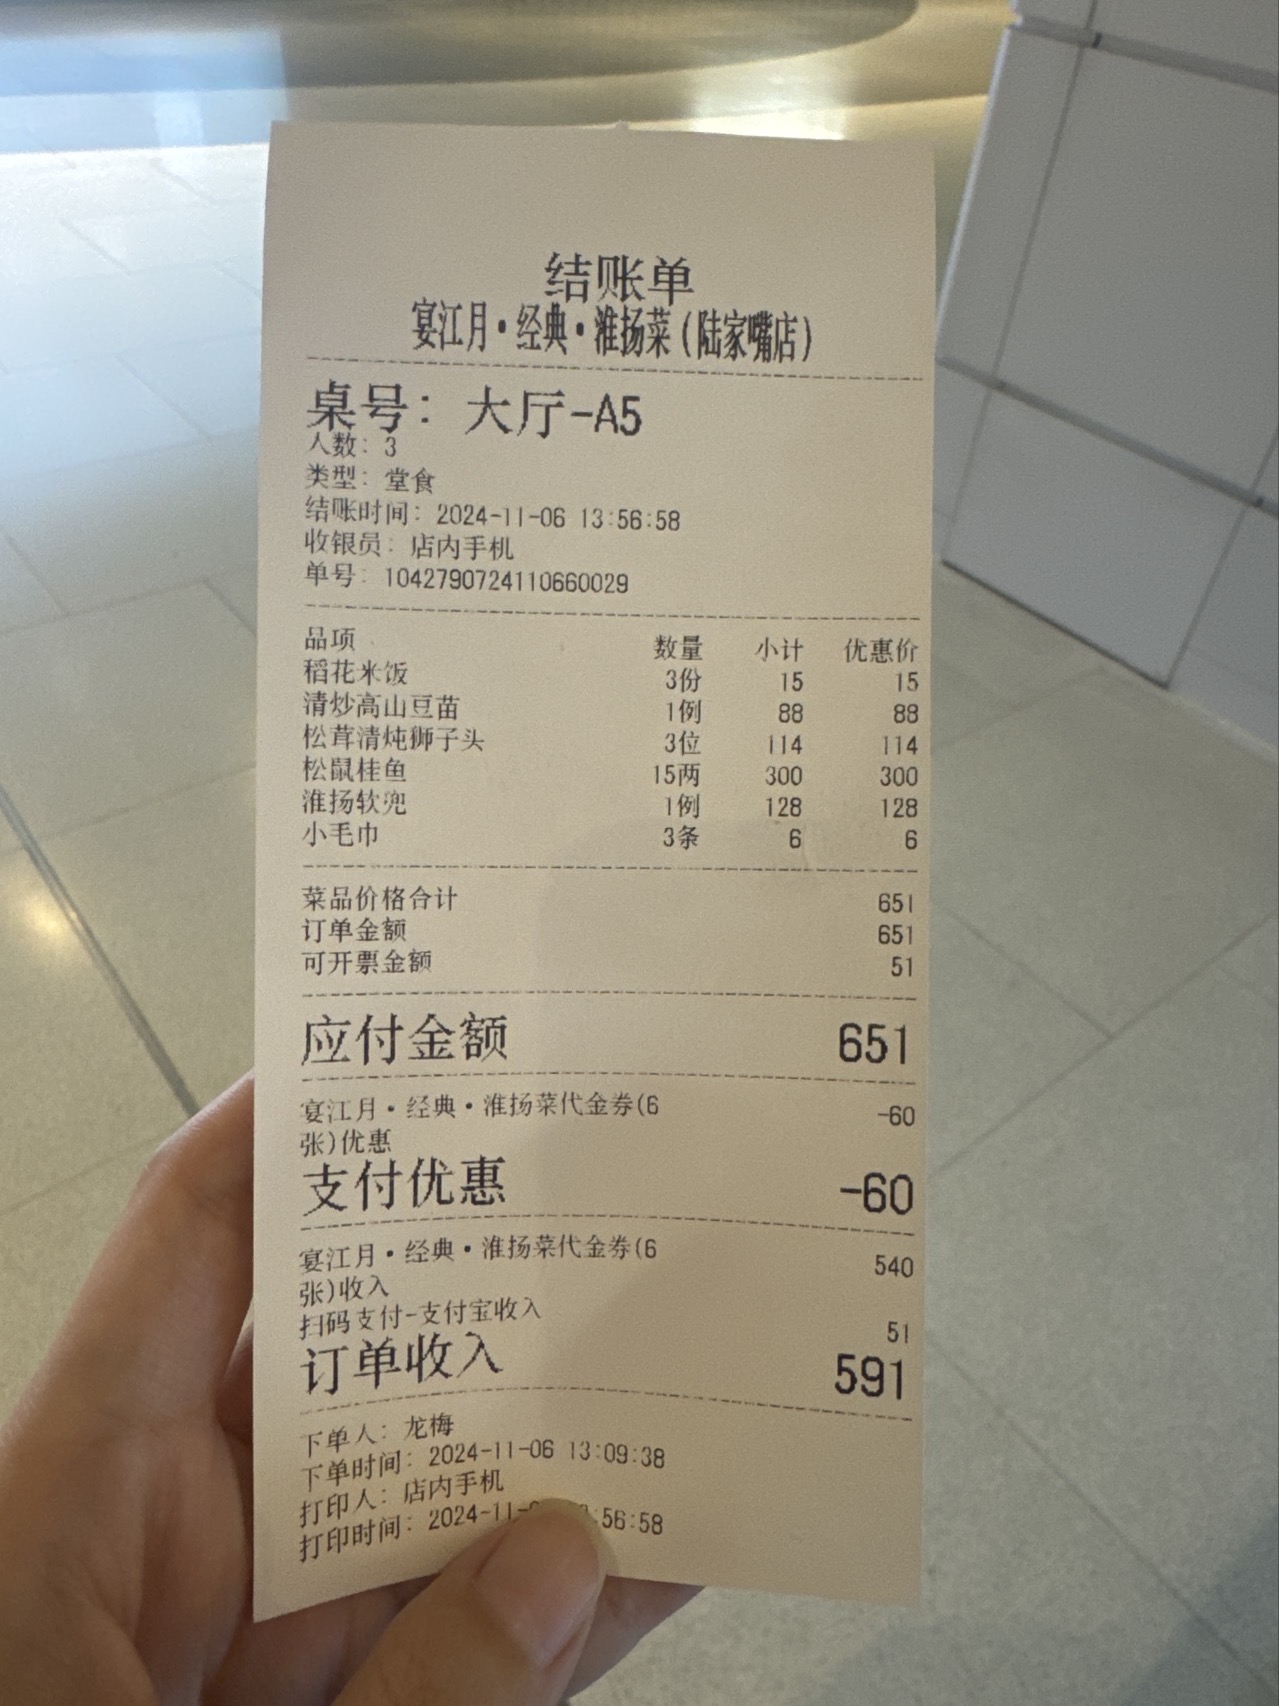 结账单
宴江月·经典·淮扬菜(陆家嘴店)
桌号: 大厅-A5
人数: 3
类型: 堂食
结账时间: 2024-11-06 13:56:58
收银员: 店内手机
单号: 1042790724110660029
品项 数量 小计 优惠价
稻花米饭 3份 15 15
清炒高山豆苗 1例 88 88
松茸清炖狮子头 3位 114 114
松鼠桂鱼 15两 300 300
淮扬软兜 1例 128 128
小毛巾 3条 6 6
菜品价格合计 651
订单金额 651
可开票金额 51
应付金额 651
宴江月·经典·淮扬菜代金券(6 -60
张)优惠
支付优惠 -60
宴江月·经典·淮扬菜代金券(6 540
张)收入
扫码支付-支付宝收入 51
订单收入 591
下单人: 龙梅
下单时间: 2024-11-06 13:09:38
打印人: 店内手机
打印时间: 2024-11- :56:58